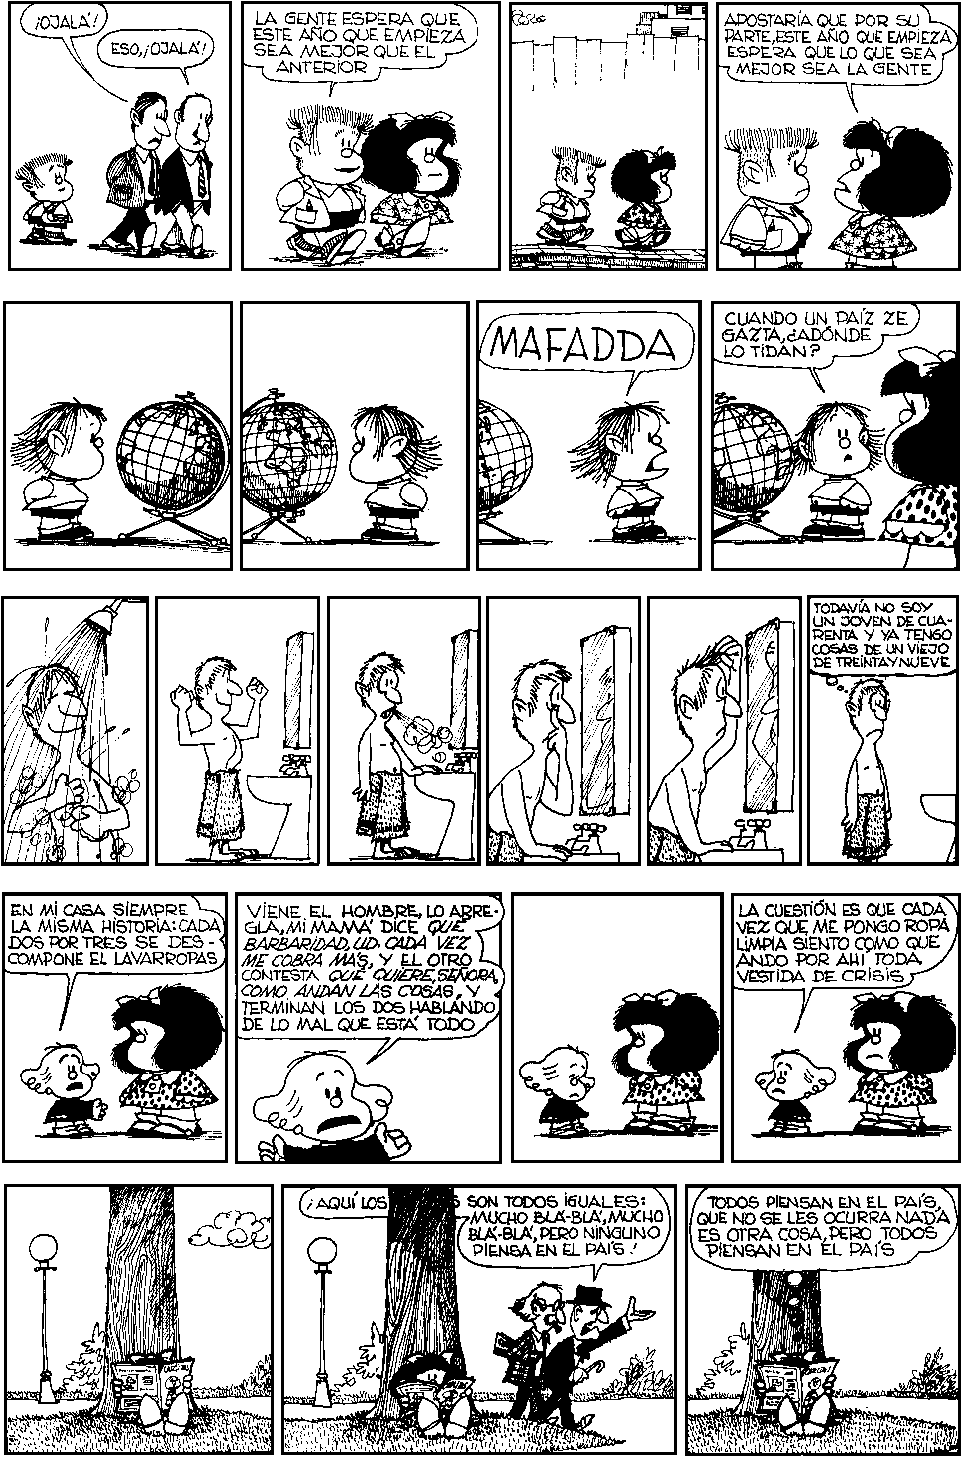 ¡OJALÁ!
ESO, ¡OJALÁ!
LA GENTE ESPERA QUE
ESTE AÑO QUE EMPIEZA
SEA MEJOR QUE EL
ANTERIOR
APOSTARÍA QUE POR SU
PARTE, ESTE AÑO QUE EMPIEZA
ESPERA QUE LO QUE SEA
MEJOR SEA LA GENTE
MAFADDA
CUANDO UN PAÍZ ZE
GAZTA, ¿ADÓNDE
LO TIDAN?
TODAVÍA NO SOY
UN JOVEN DE CUA-
RENTA Y YA TENGO
COSAS DE UN VIEJO
DE TREINTA Y NUEVE
EN MI CASA SIEMPRE
LA MISMA HISTORIA: CADA
DOS POR TRES SE DES-
COMPONE EL LAVARROPAS
VIENE EL HOMBRE, LO ARRE-
GLA, MI MAMÁ DICE QUÉ
BARBARIDAD, UD. CADA VEZ
ME COBRA MÁS, Y EL OTRO
CONTESTA QUÉ QUIERE, SEÑORA,
COMO ANDAN LAS COSAS, Y
TERMINAN LOS DOS HABLANDO
DE LO MAL QUE ESTÁ TODO
LA CUESTIÓN ES QUE CADA
VEZ QUE ME PONGO ROPA
LIMPIA SIENTO COMO QUE
ANDO POR AHÍ TODA
VESTIDA DE CRISIS
¡AQUÍ LOS S SON TODOS IGUALES:
MUCHO BLÁ-BLÁ, MUCHO
BLÁ-BLÁ, PERO NINGUNO
PIENSA EN EL PAÍS!
TODOS PIENSAN EN EL PAÍS,
QUE NO SE LES OCURRA NADA
ES OTRA COSA, PERO TODOS
PIENSAN EN EL PAÍS